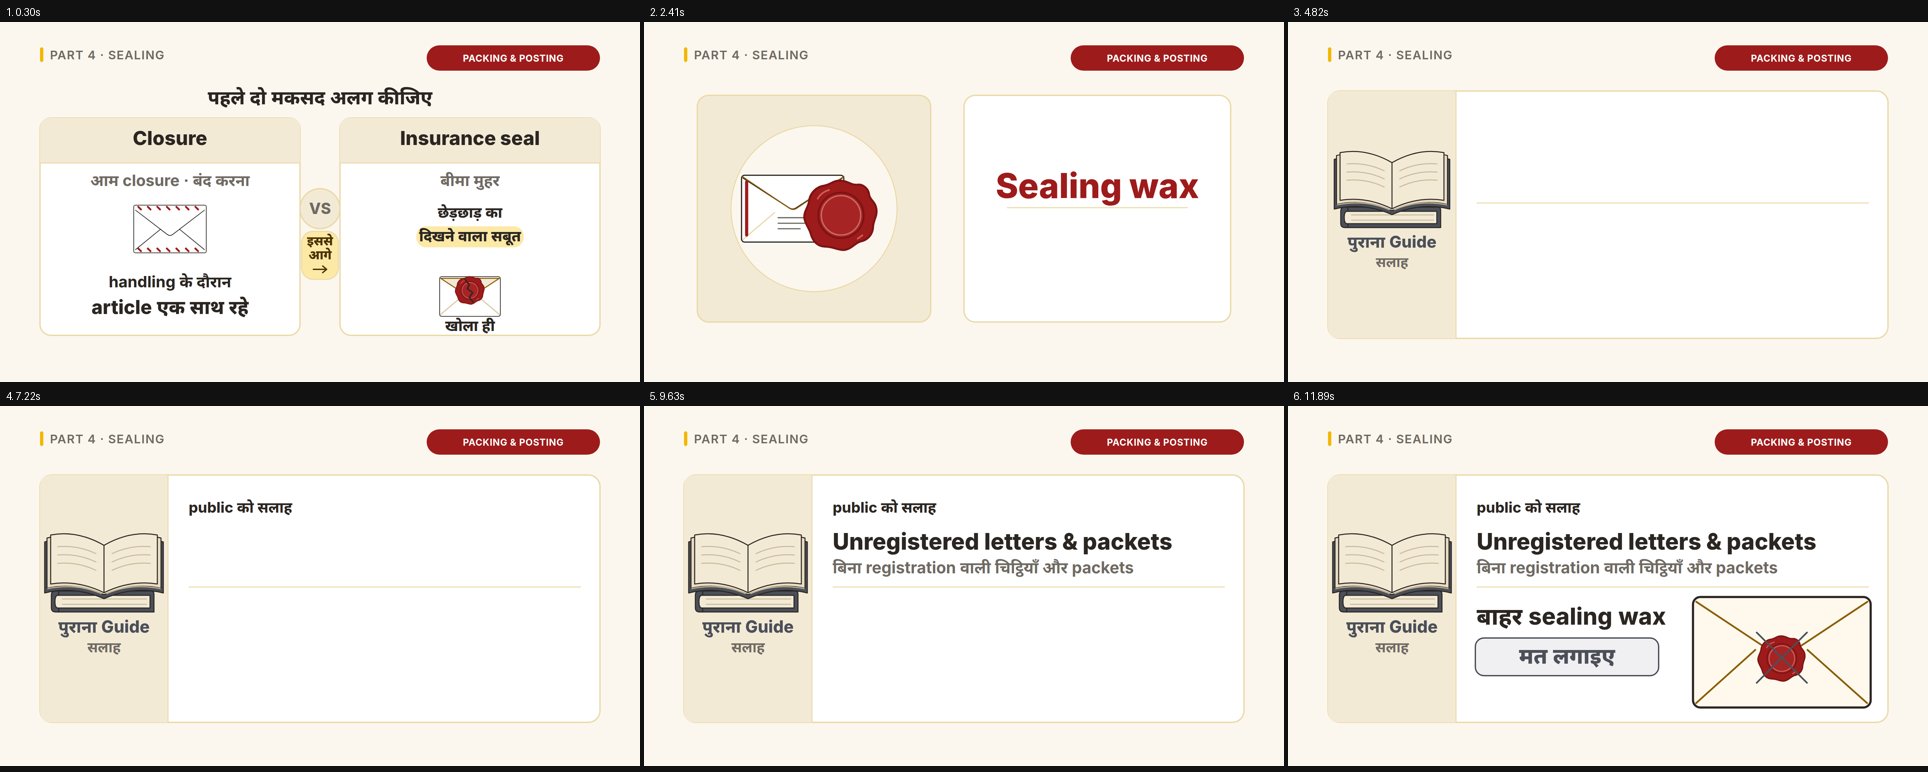 1. 0.30s
PART 4 · SEALING
PACKING & POSTING
पहले दो मकसद अलग कीजिए
Closure
आम closure · बंद करना
handling के दौरान
article एक साथ रहे
VS
इससे
आगे
→
Insurance seal
बीमा मुहर
छेड़छाड़ का
दिखने वाला सबूत
खोला ही
2. 2.41s
PART 4 · SEALING
PACKING & POSTING
Sealing wax
3. 4.82s
PART 4 · SEALING
PACKING & POSTING
पुराना Guide
सलाह
4. 7.22s
PART 4 · SEALING
PACKING & POSTING
पुराना Guide
सलाह
public को सलाह
5. 9.63s
PART 4 · SEALING
PACKING & POSTING
पुराना Guide
सलाह
public को सलाह
Unregistered letters & packets
बिना registration वाली चिट्ठियाँ और packets
6. 11.89s
PART 4 · SEALING
PACKING & POSTING
पुराना Guide
सलाह
public को सलाह
Unregistered letters & packets
बिना registration वाली चिट्ठियाँ और packets
बाहर sealing wax
मत लगाइए